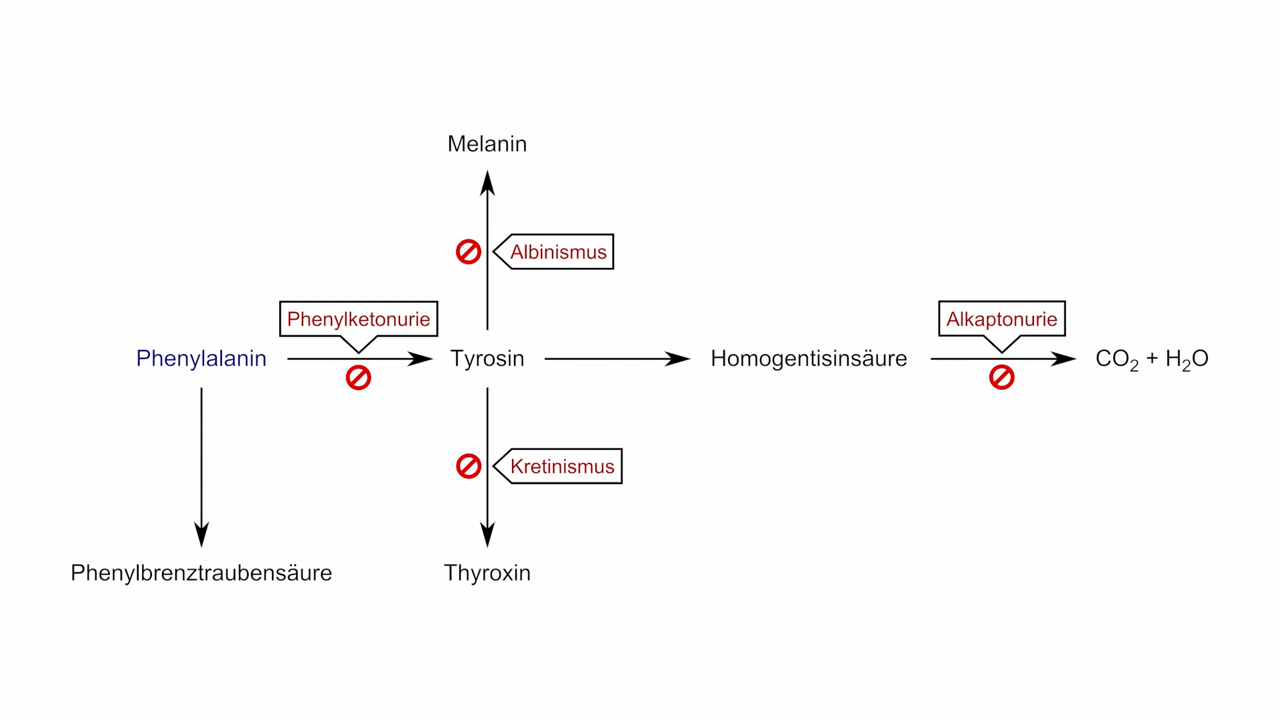 Melanin
Albinismus
Phenylketonurie
Alkaptonurie
Phenylalanin
Tyrosin
Homogentisinsäure
CO₂ + H₂O
Kretinismus
Phenylbrenztraubensäure
Thyroxin